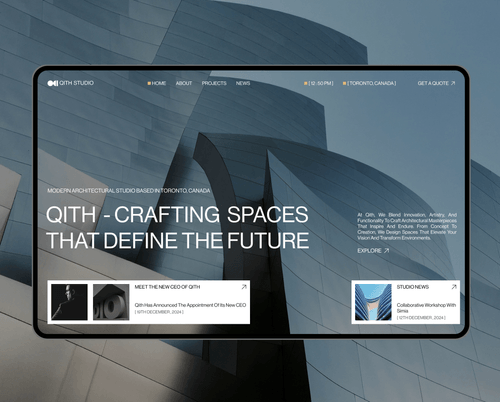 QITH STUDIO
HOME ABOUT PROJECTS NEWS
[ 12 : 50 PM ] [ TORONTO, CANADA ]
GET A QUOTE
MODERN ARCHITECTURAL STUDIO BASED IN TORONTO, CANADA
QITH - CRAFTING SPACES
THAT DEFINE THE FUTURE
At Qith, We Blend Innovation, Artistry, And
Functionality To Craft Architectural Masterpieces
That Inspire And Endure. From Concept To
Creation, We Design Spaces That Elevate Your
Vision And Transform Environments.
EXPLORE
MEET THE NEW CEO OF QITH
Qith Has Announced The Appointment Of Its New CEO
[ 10TH DECEMBER, 2024 ]
STUDIO NEWS
Collaborative Workshop With
[ 10TH DECEMBER, 2024 ]